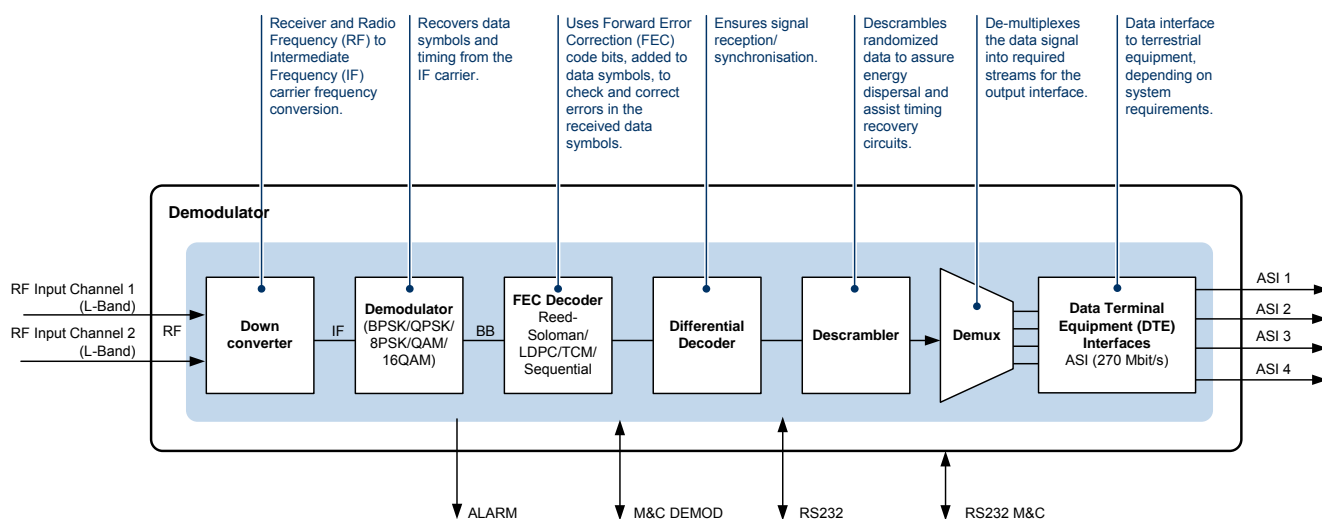 Receiver and Radio
Frequency (RF) to
Intermediate
Frequency (IF)
carrier frequency
conversion.
Recovers data
symbols and
timing from the
IF carrier.
Uses Forward Error
Correction (FEC)
code bits, added to
data symbols, to
check and correct
errors in the
received data
symbols.
Ensures signal
reception/
synchronisation.
Descrambles
randomized
data to assure
energy
dispersal and
assist timing
recovery
circuits.
De-multiplexes
the data signal
into required
streams for the
output interface.
Data interface
to terrestrial
equipment,
depending on
system
requirements.
Demodulator
RF Input Channel 1
(L-Band)
RF Input Channel 2
(L-Band)
RF
Down
converter
IF
Demodulator
(BPSK/QPSK/
8PSK/QAM/
16QAM)
BB
FEC Decoder
Reed-
Soloman/
LDPC/TCM/
Sequential
Differential
Decoder
Descrambler
Demux
Data Terminal
Equipment (DTE)
Interfaces
ASI (270 Mbit/s)
ASI 1
ASI 2
ASI 3
ASI 4
ALARM
M&C DEMOD
RS232
RS232 M&C